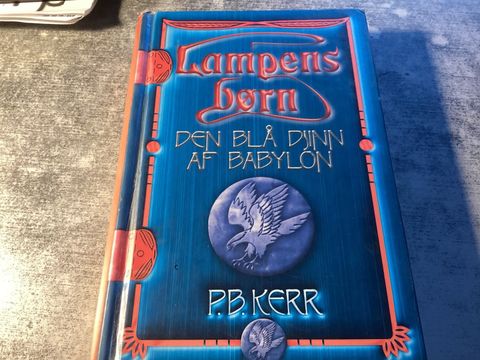 Lampens
børn
DEN BLÅ DJINN
AF BABYLON
P.B. KERR